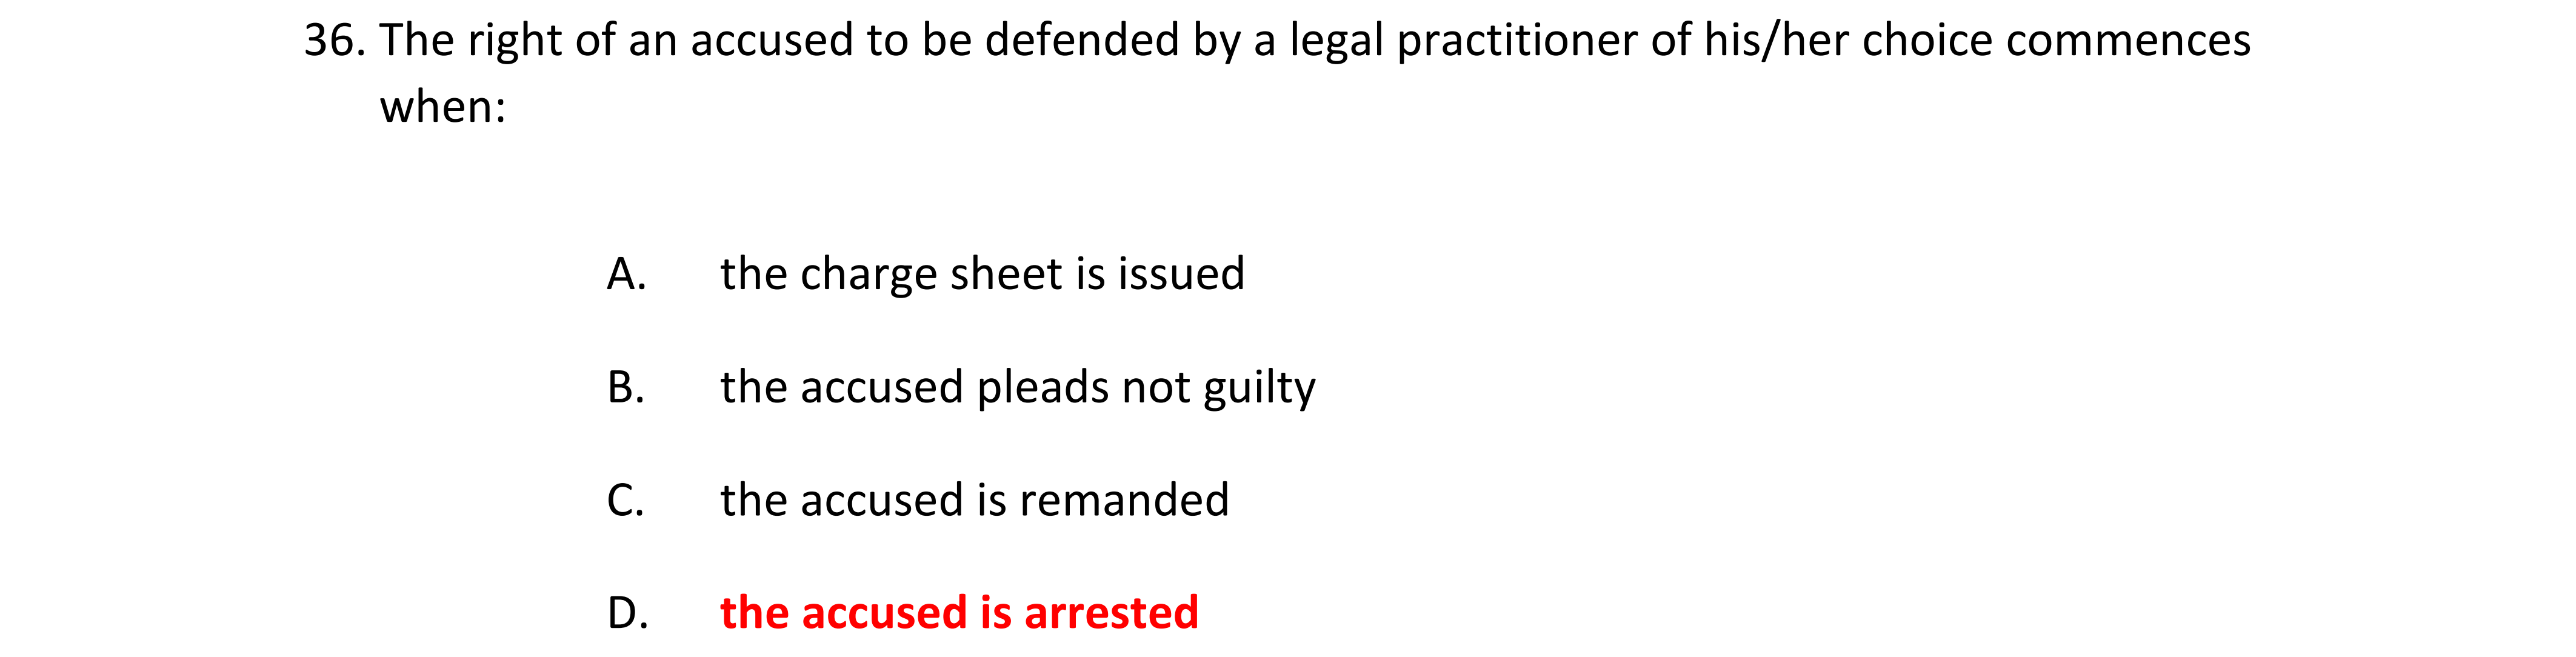 36. The right of an accused to be defended by a legal practitioner of his/her choice commences
when:
A. the charge sheet is issued
B. the accused pleads not guilty
C. the accused is remanded
D. the accused is arrested